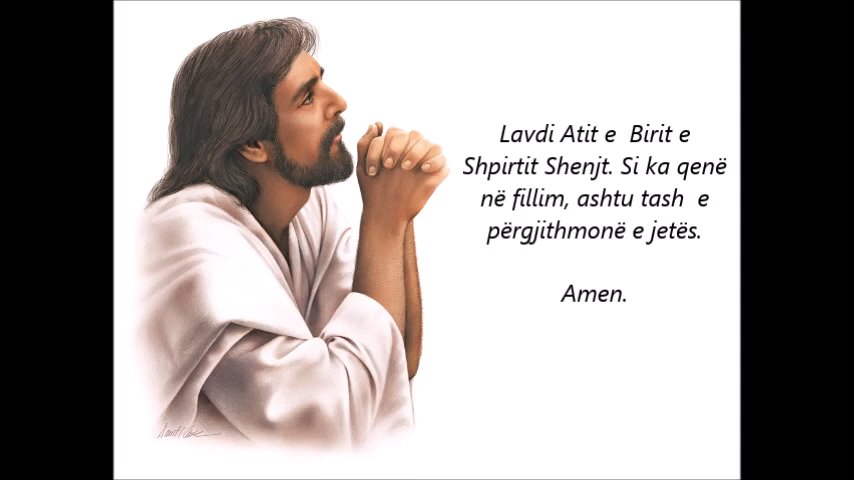 Lavdi Atit e Birit e
Shpirtit Shenjt. Si ka qenë
në fillim, ashtu tash e
përgjithmonë e jetës.
Amen.